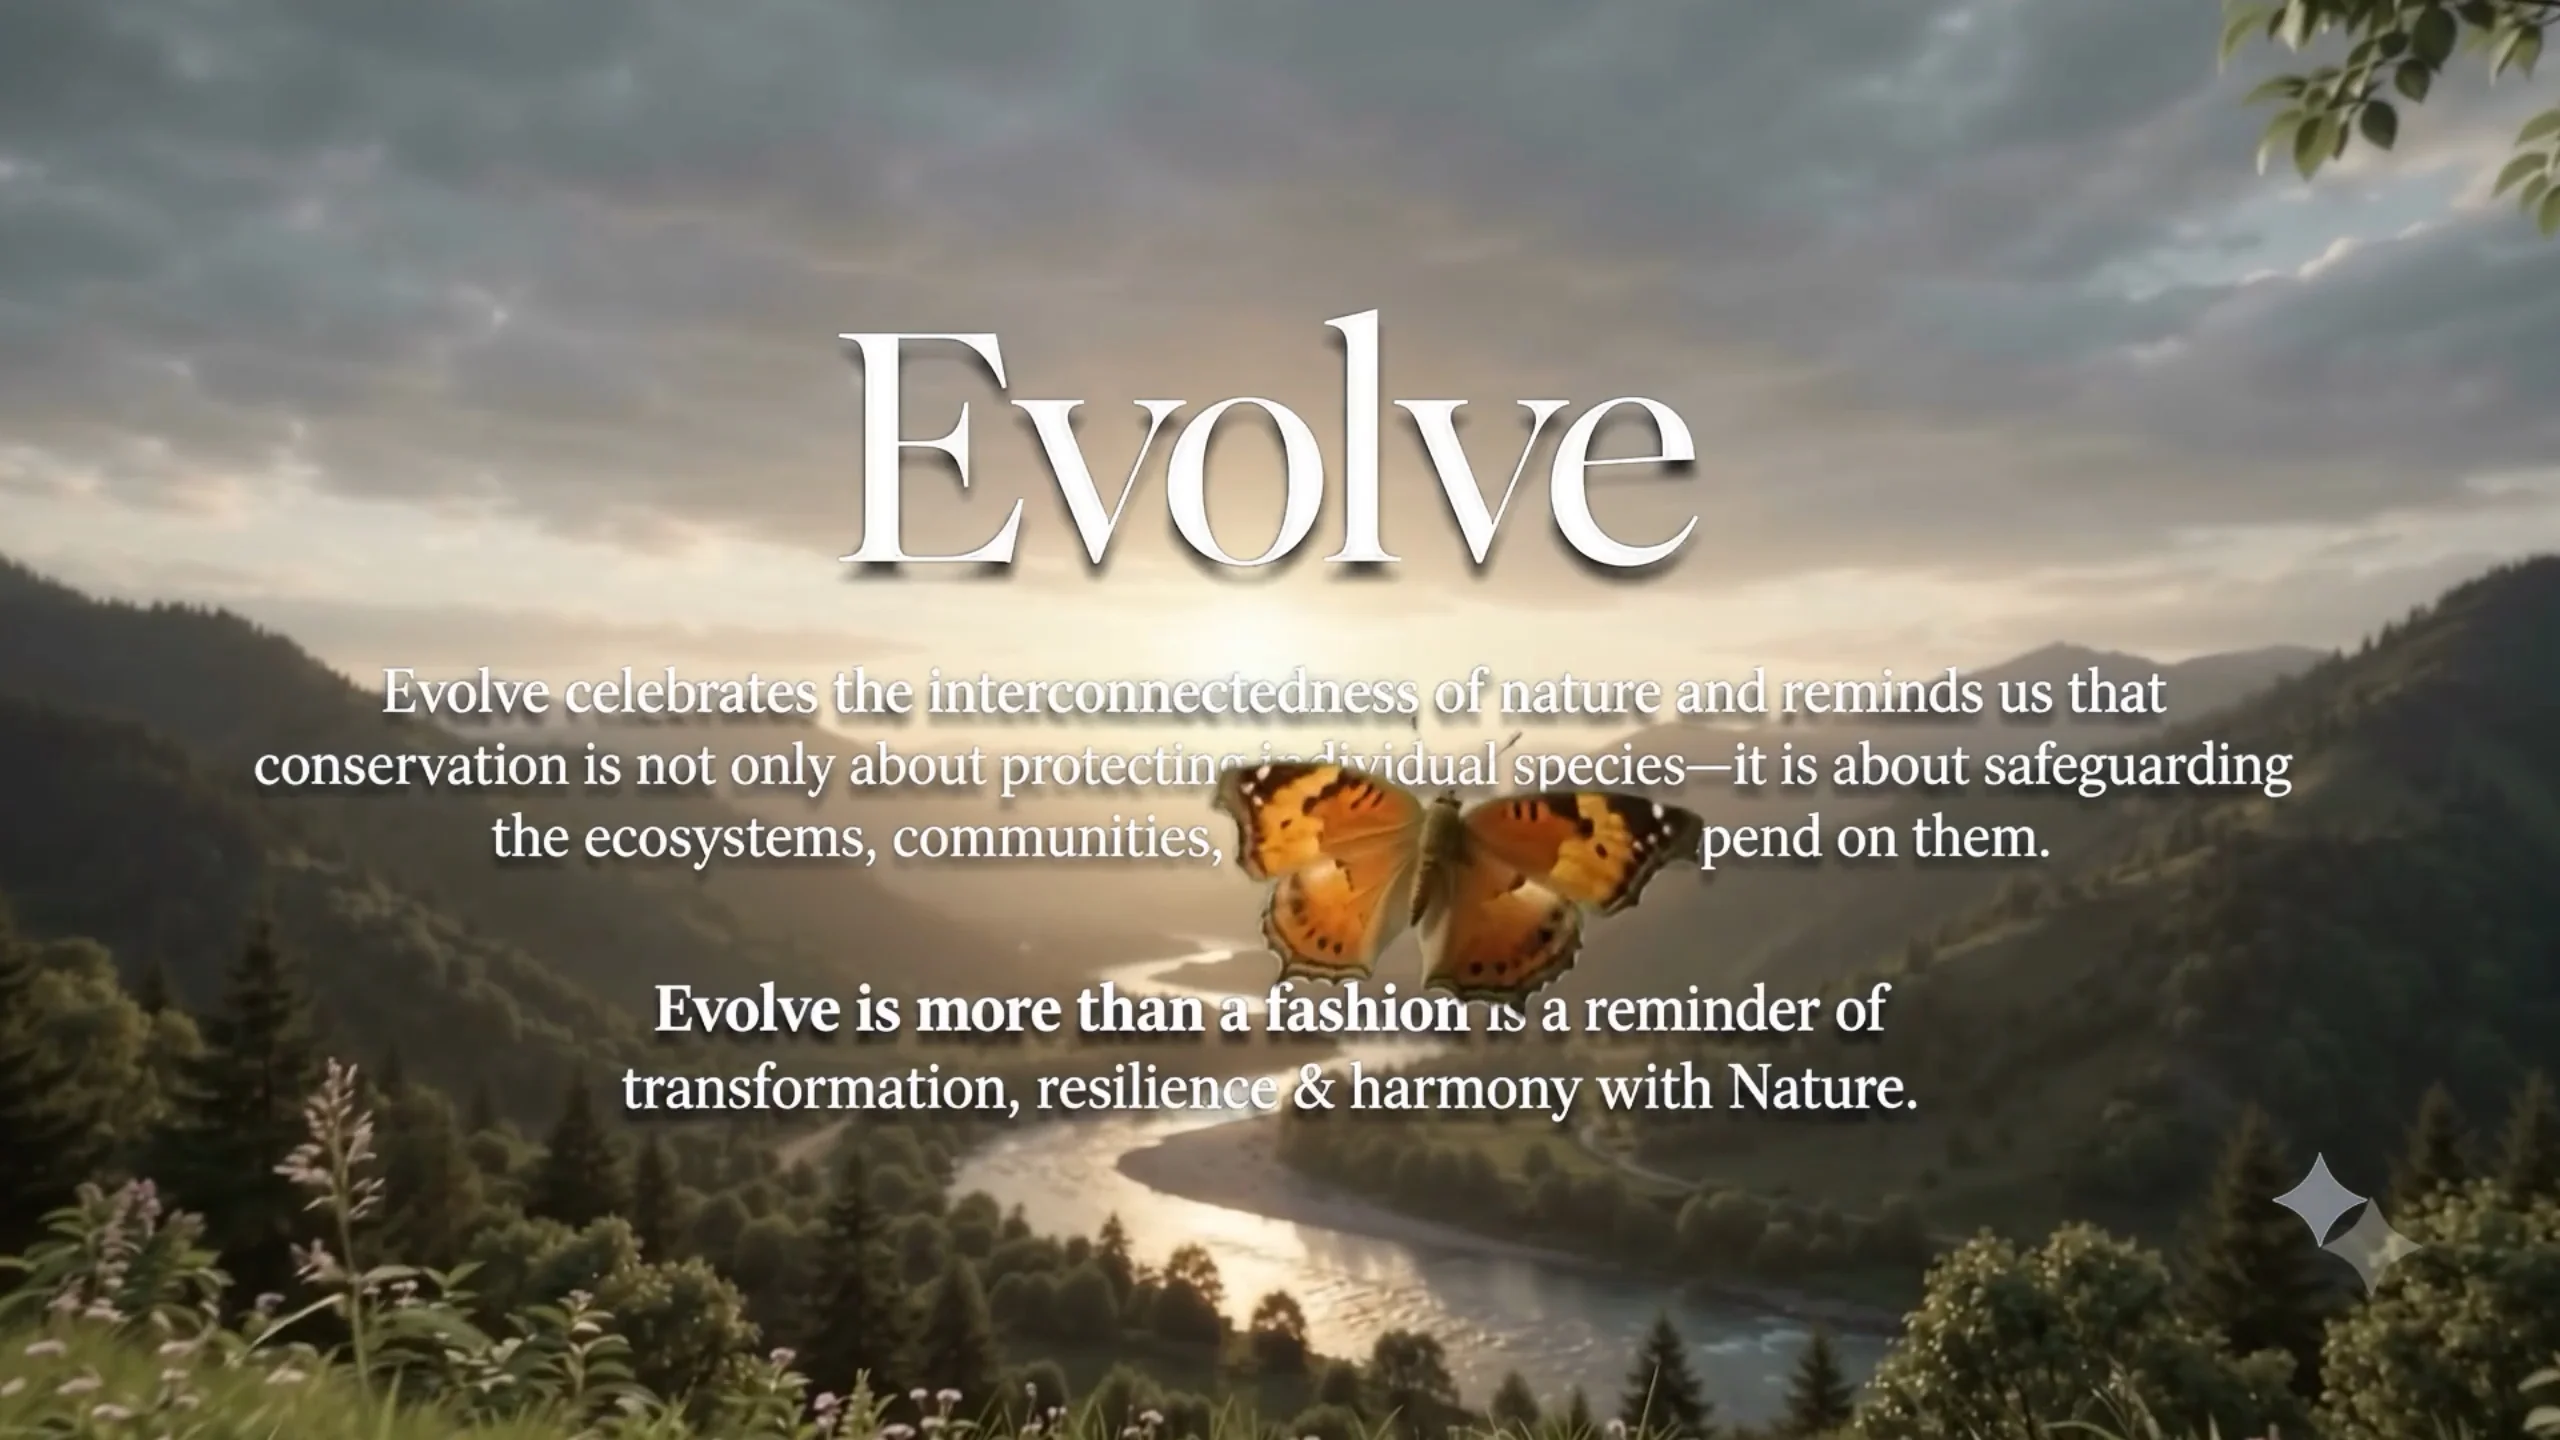 Evolve
Evolve celebrates the interconnectedness of nature and reminds us that
conservation is not only about protecting individual species—it is about safeguarding
the ecosystems, communities, pend on them.
Evolve is more than a fashion is a reminder of
transformation, resilience & harmony with Nature.